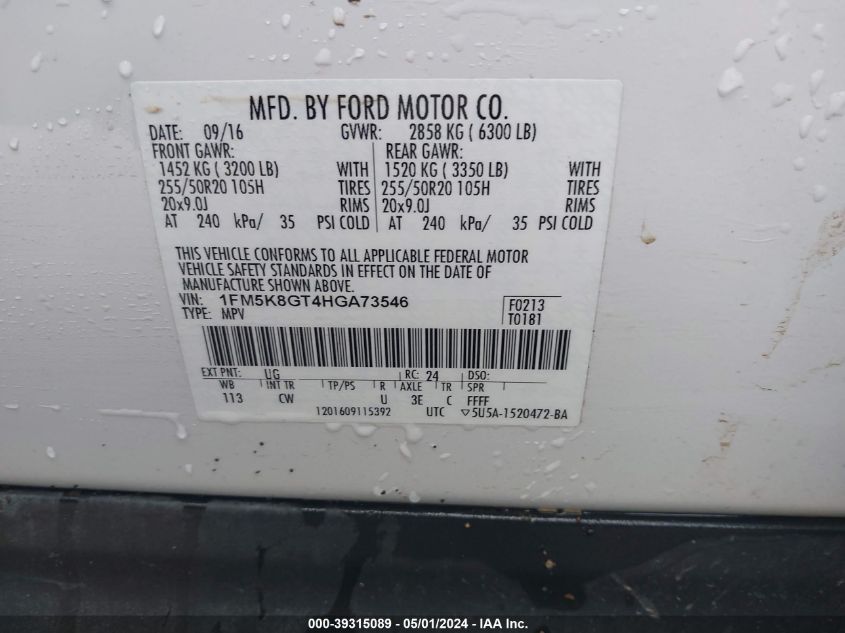 MFD. BY FORD MOTOR CO.
DATE: 09/16 GVWR: 2858 KG ( 6300 LB)
FRONT GAWR: REAR GAWR:
1452 KG ( 3200 LB) WITH 1520 KG ( 3350 LB) WITH
255/50R20 105H TIRES 255/50R20 105H TIRES
20x9.0J RIMS 20x9.0J RIMS
AT 240 kPa/ 35 PSI COLD AT 240 kPa/ 35 PSI COLD
THIS VEHICLE CONFORMS TO ALL APPLICABLE FEDERAL MOTOR
VEHICLE SAFETY STANDARDS IN EFFECT ON THE DATE OF
MANUFACTURE SHOWN ABOVE.
VIN: 1FM5K8GT4HGA73546 F0213
TYPE: MPV T0181
EXT PNT: UG RC: 24 DSO:
WB INT TR TP/PS R AXLE TR SPR
113 CW U 3E C FFFF
1201609115392 UTC ▽5U5A-1520472-BA
000-39315089 - 05/01/2024 - IAA Inc.